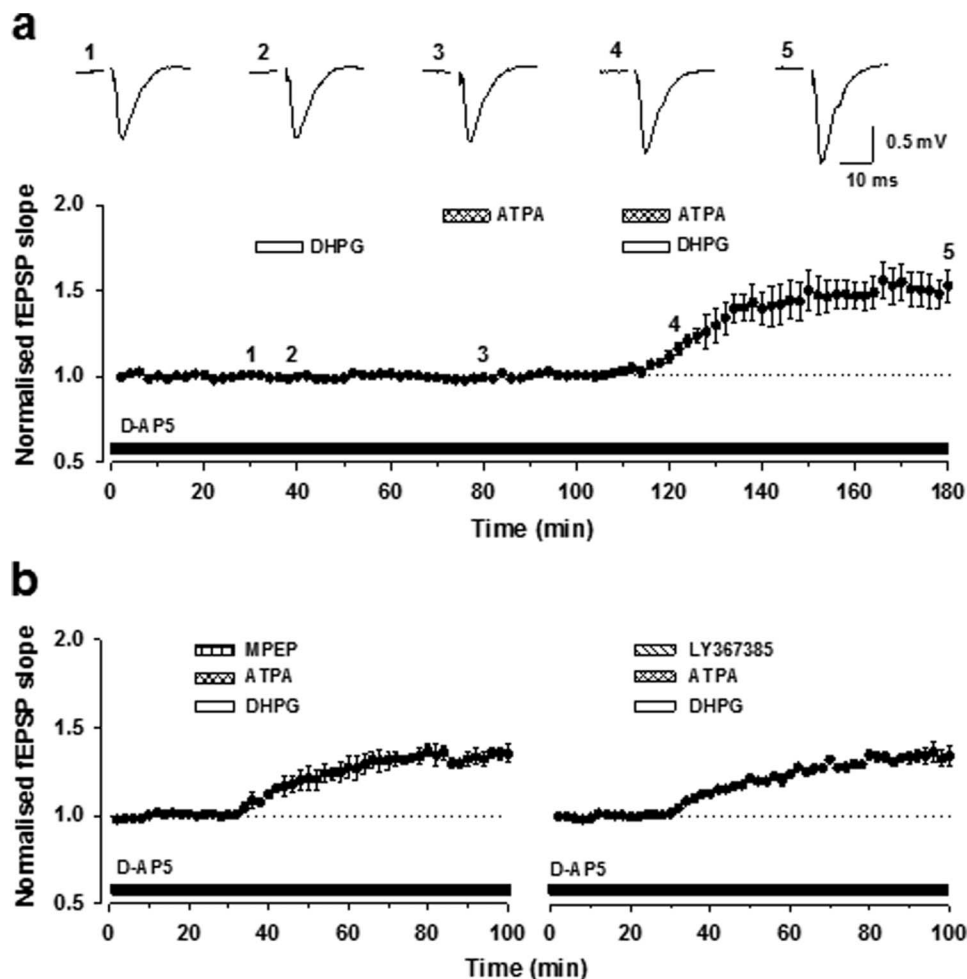 a
1 2 3 4 5
0.5 mV
10 ms
Normalised fEPSP slope
2.0
1.5
1.0
0.5
ATPA ATPA
DHPG DHPG
1 2 3 4 5
D-AP5
0 20 40 60 80 100 120 140 160 180
Time (min)
b
Normalised fEPSP slope
2.0
1.5
1.0
0.5
MPEP
ATPA
DHPG
D-AP5
0 20 40 60 80 100
Time (min)
LY367385
ATPA
DHPG
D-AP5
0 20 40 60 80 100
Time (min)